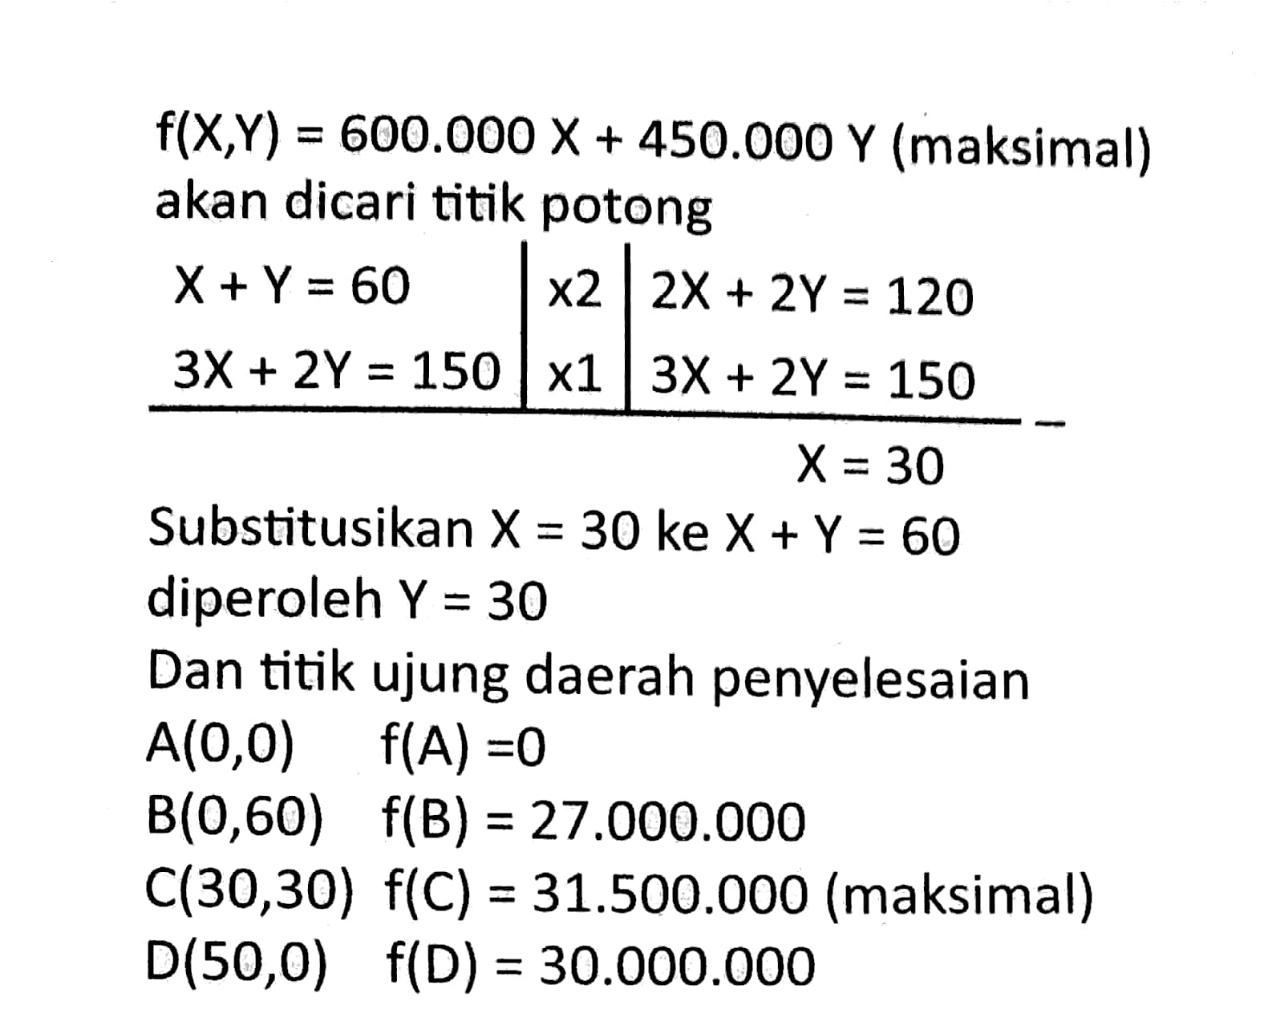 f(X,Y) = 600.000 X + 450.000 Y (maksimal)
akan dicari titik potong
X + Y = 60 | x2 | 2X + 2Y = 120
3X + 2Y = 150 | x1 | 3X + 2Y = 150
X = 30
Substitusikan X = 30 ke X + Y = 60
diperoleh Y = 30
Dan titik ujung daerah penyelesaian
A(0,0) f(A) =0
B(0,60) f(B) = 27.000.000
C(30,30) f(C) = 31.500.000 (maksimal)
D(50,0) f(D) = 30.000.000